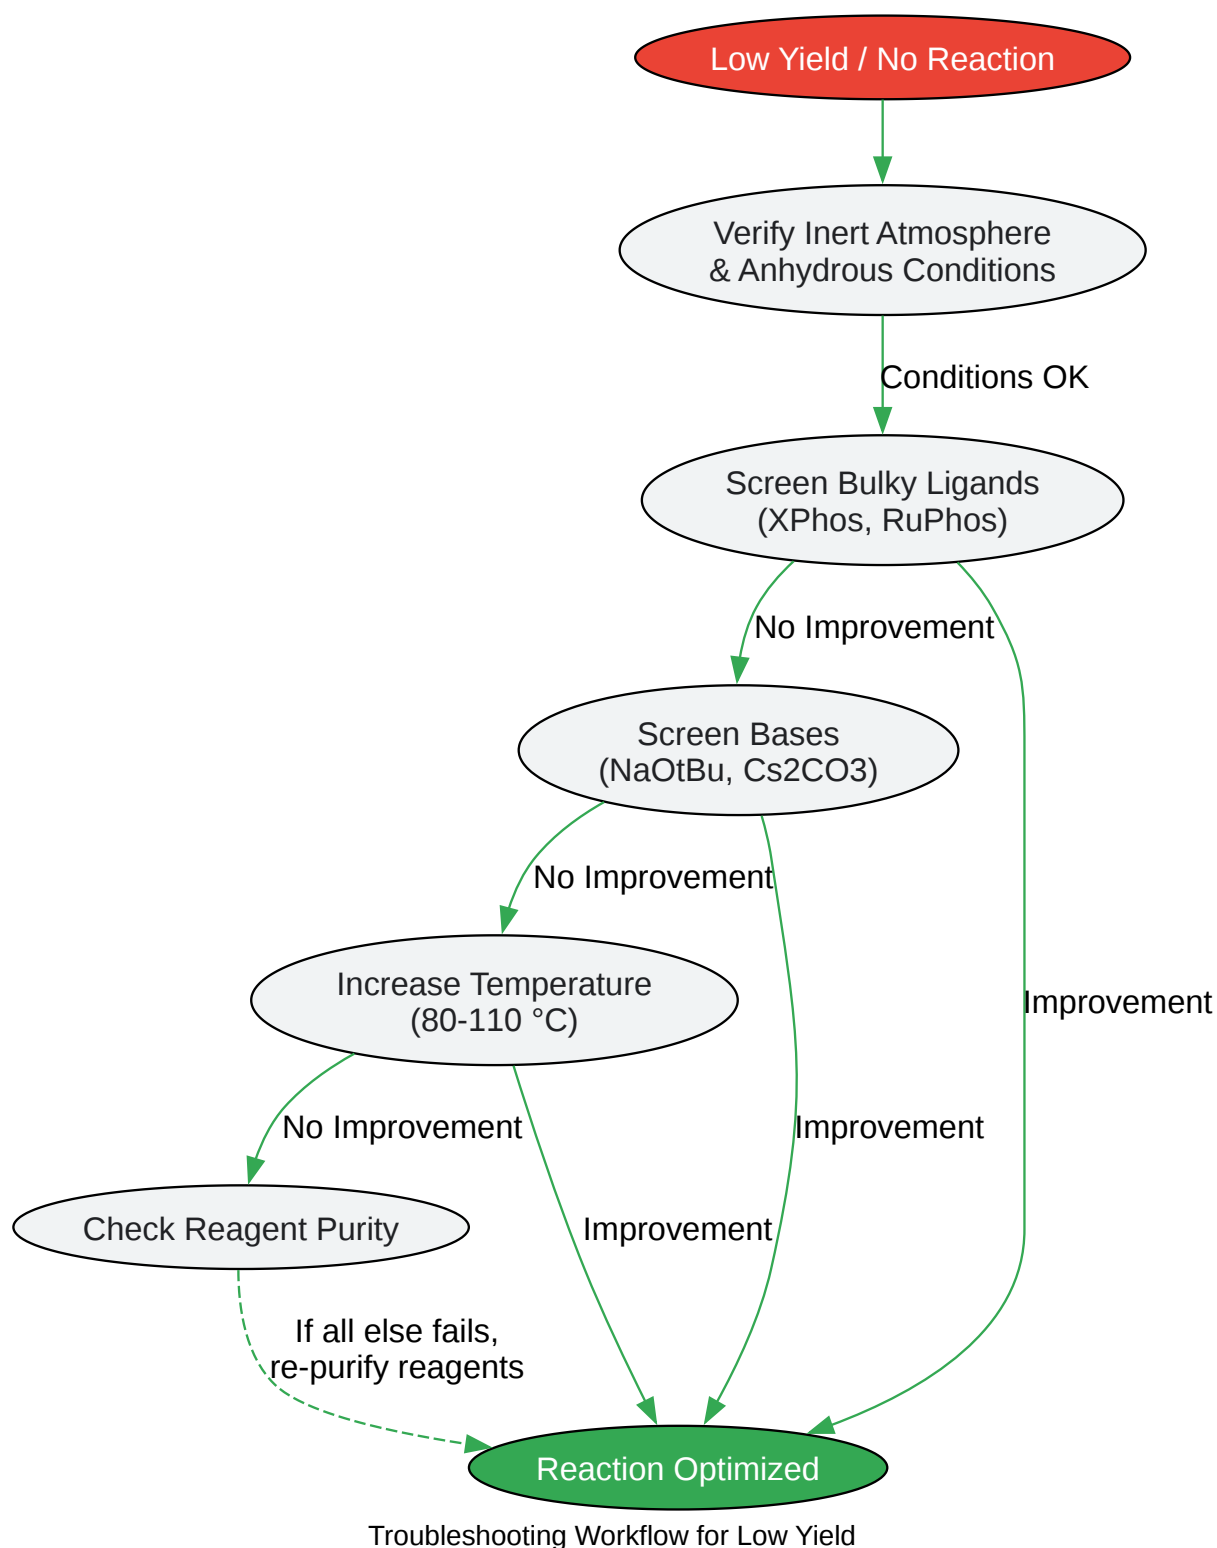 Low Yield / No Reaction
Verify Inert Atmosphere
& Anhydrous Conditions
Conditions OK
Screen Bulky Ligands
(XPhos, RuPhos)
No Improvement
Screen Bases
(NaOtBu, Cs2CO3)
No Improvement
Increase Temperature
(80-110 °C)
Improvement
No Improvement
Improvement
Check Reagent Purity
Improvement
If all else fails,
re-purify reagents
Reaction Optimized
Troubleshooting Workflow for Low Yield